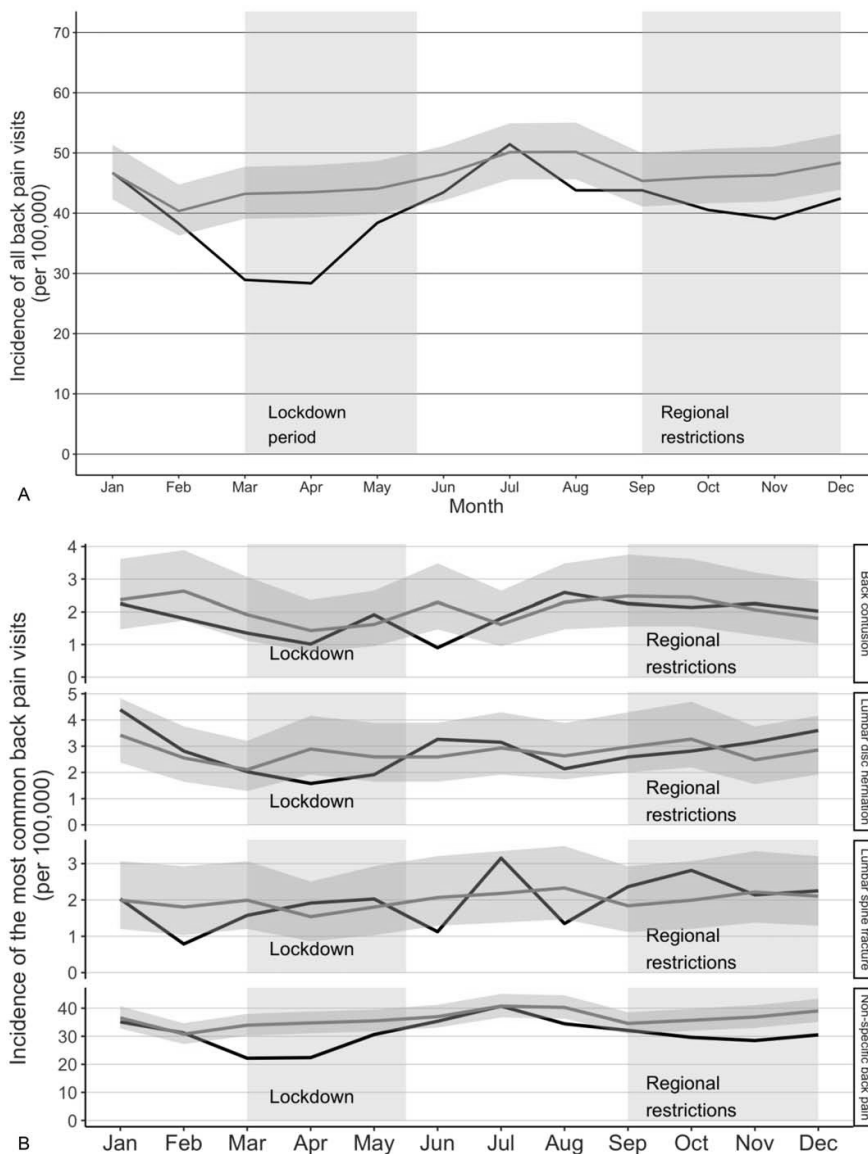 Incidence of all back pain visits
(per 100,000)
70
60
50
40
30
20
10
0
Lockdown
period
Regional
restrictions
Jan Feb Mar Apr May Jun Jul Aug Sep Oct Nov Dec
Month
A
Incidence of the most common back pain visits
(per 100,000)
4
3
2
1
0
Lockdown
Regional
restrictions
Back contusion
5
4
3
2
1
0
Lockdown
Regional
restrictions
Lumbar disc herniation
3
2
1
0
Lockdown
Regional
restrictions
Lumbar spine fracture
40
30
20
10
0
Lockdown
Regional
restrictions
Non-specific back pain
Jan Feb Mar Apr May Jun Jul Aug Sep Oct Nov Dec
B